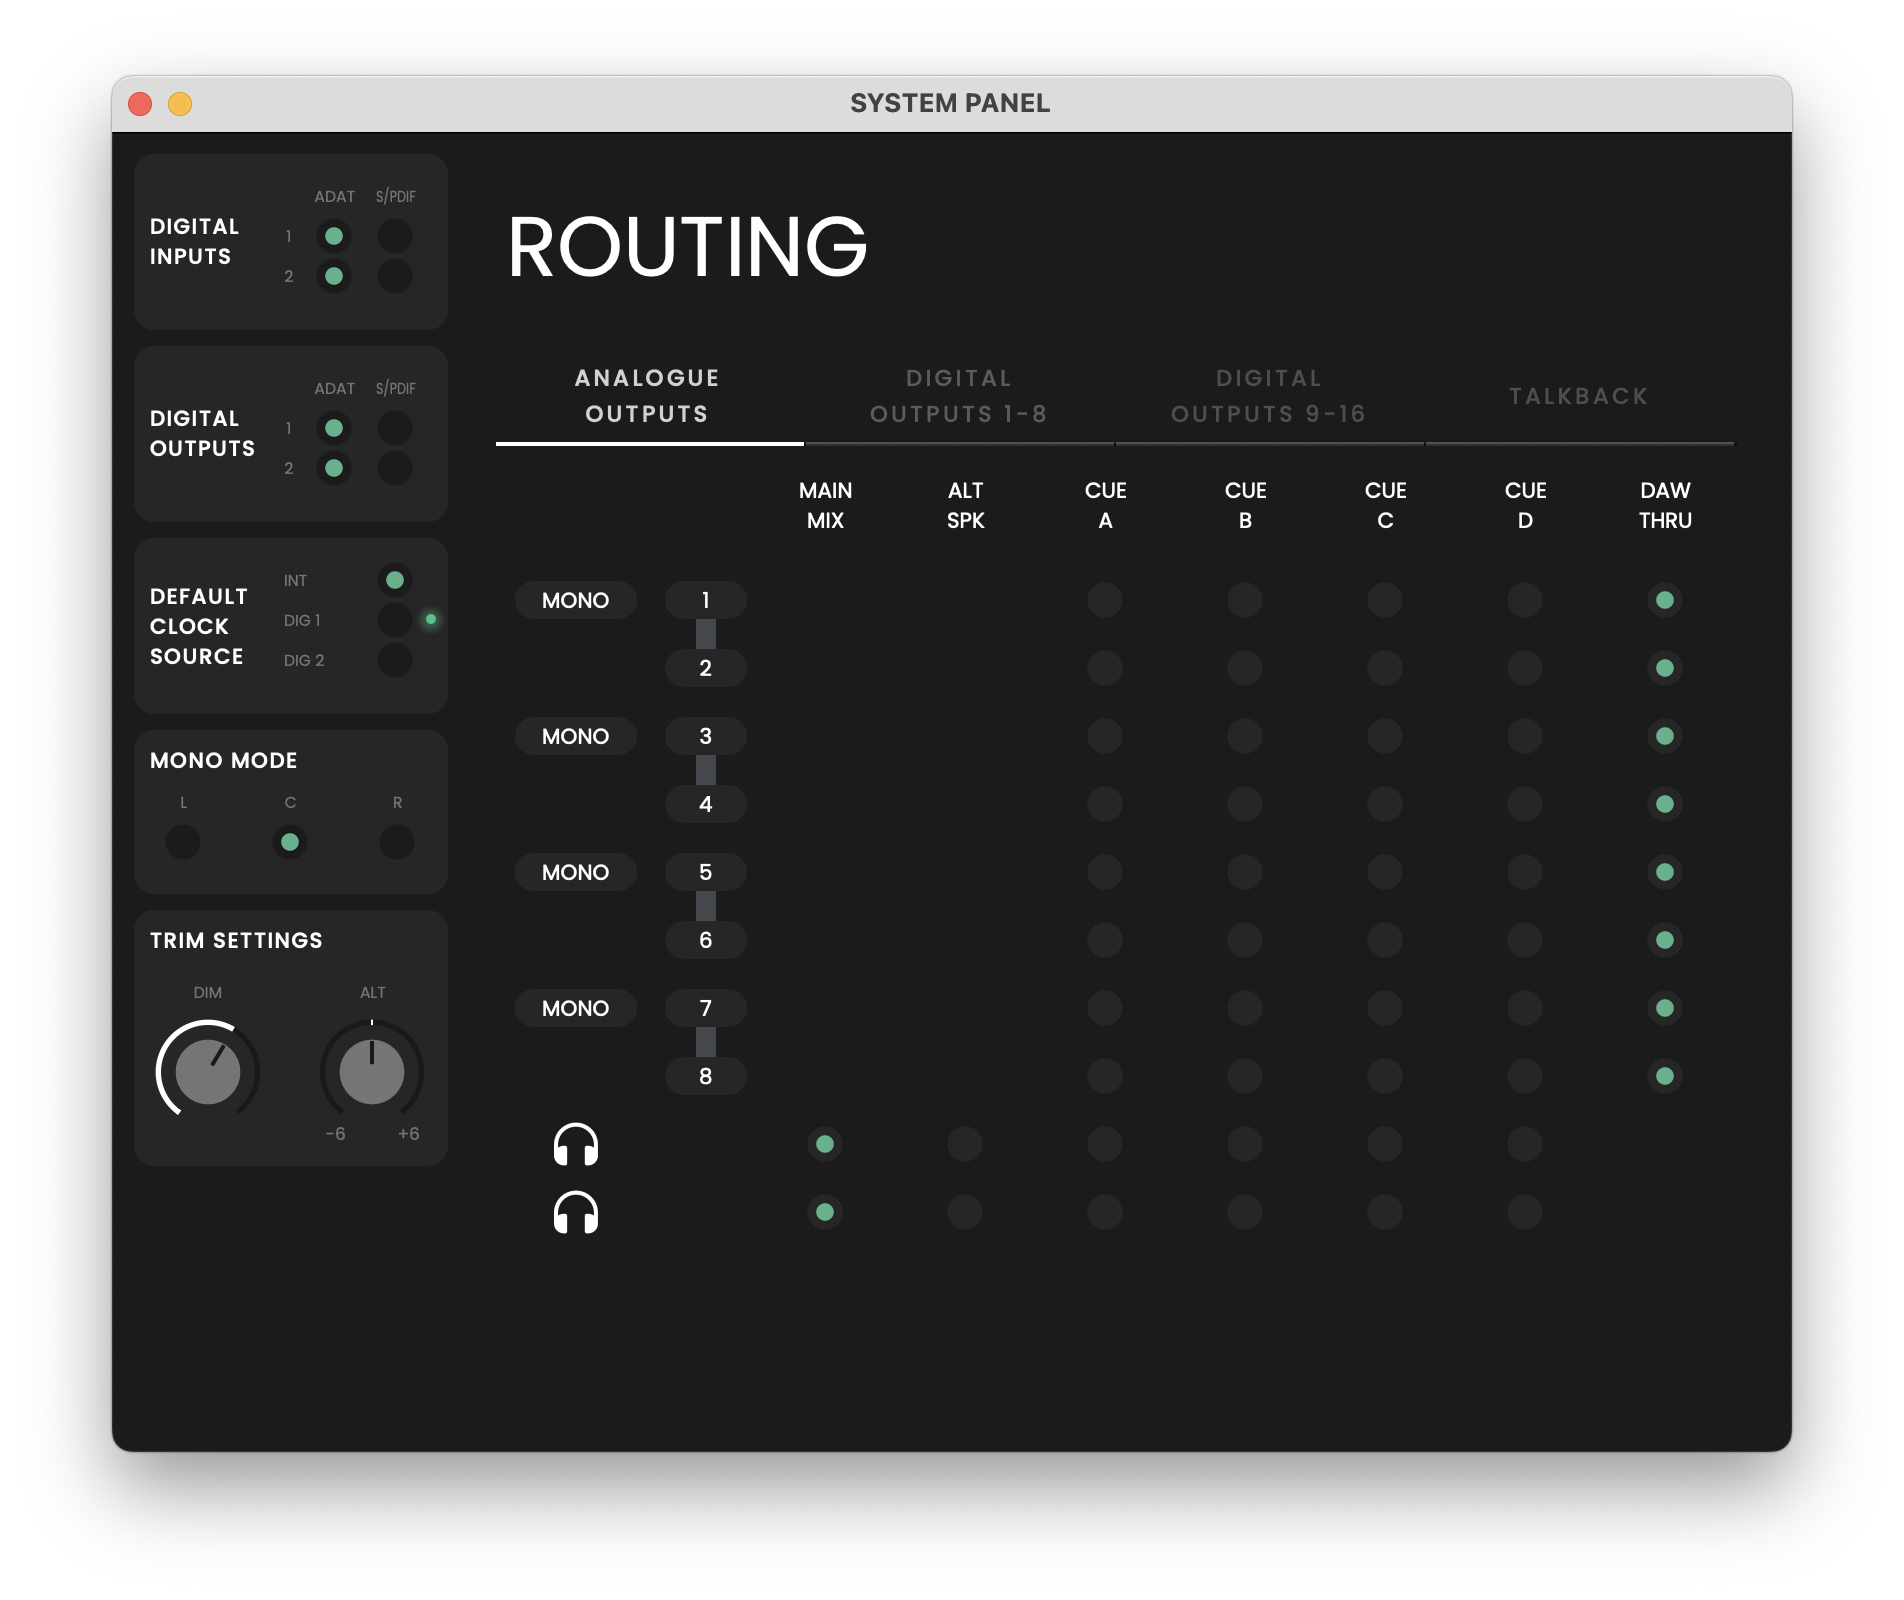 SYSTEM PANEL
ADAT S/PDIF
DIGITAL
INPUTS
1
2
ADAT S/PDIF
DIGITAL
OUTPUTS
1
2
DEFAULT
CLOCK
SOURCE
INT
DIG 1
DIG 2
MONO MODE
L C R
TRIM SETTINGS
DIM ALT
-6 +6
ROUTING
ANALOGUE
OUTPUTS
DIGITAL
OUTPUTS 1-8
DIGITAL
OUTPUTS 9-16
TALKBACK
MAIN
MIX
ALT
SPK
CUE
A
CUE
B
CUE
C
CUE
D
DAW
THRU
MONO 1
2
MONO 3
4
MONO 5
6
MONO 7
8